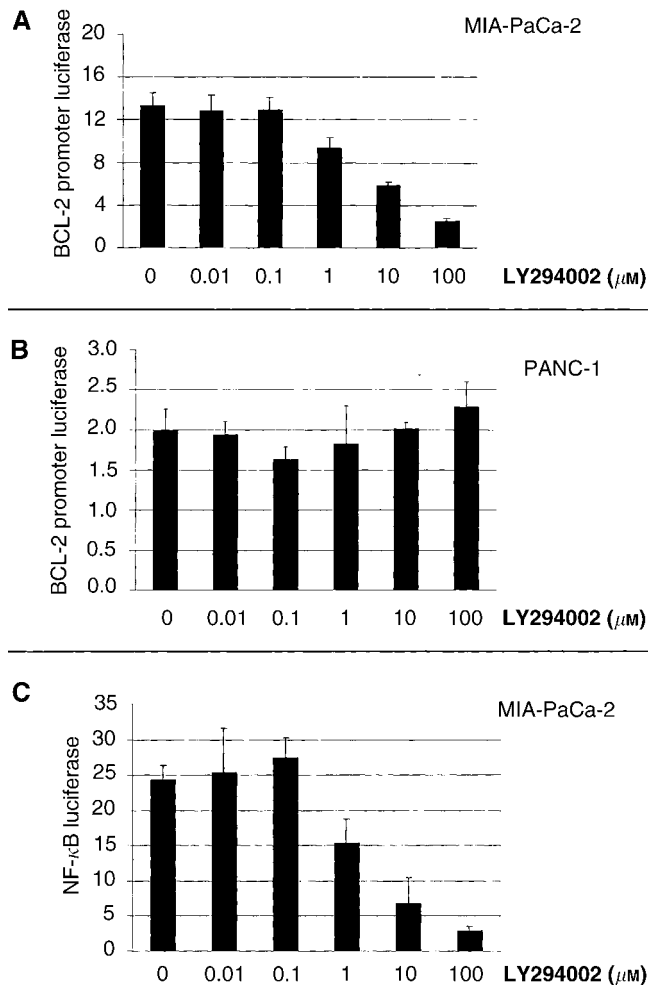 A
MIA-PaCa-2
BCL-2 promoter luciferase
20
16
12
8
4
0
0 0.01 0.1 1 10 100 LY294002 (μM)
B
PANC-1
BCL-2 promoter luciferase
3.0
2.5
2.0
1.5
1.0
0.5
0.0
0 0.01 0.1 1 10 100 LY294002 (μM)
C
MIA-PaCa-2
NF-κB luciferase
35
30
25
20
15
10
5
0
0 0.01 0.1 1 10 100 LY294002 (μM)